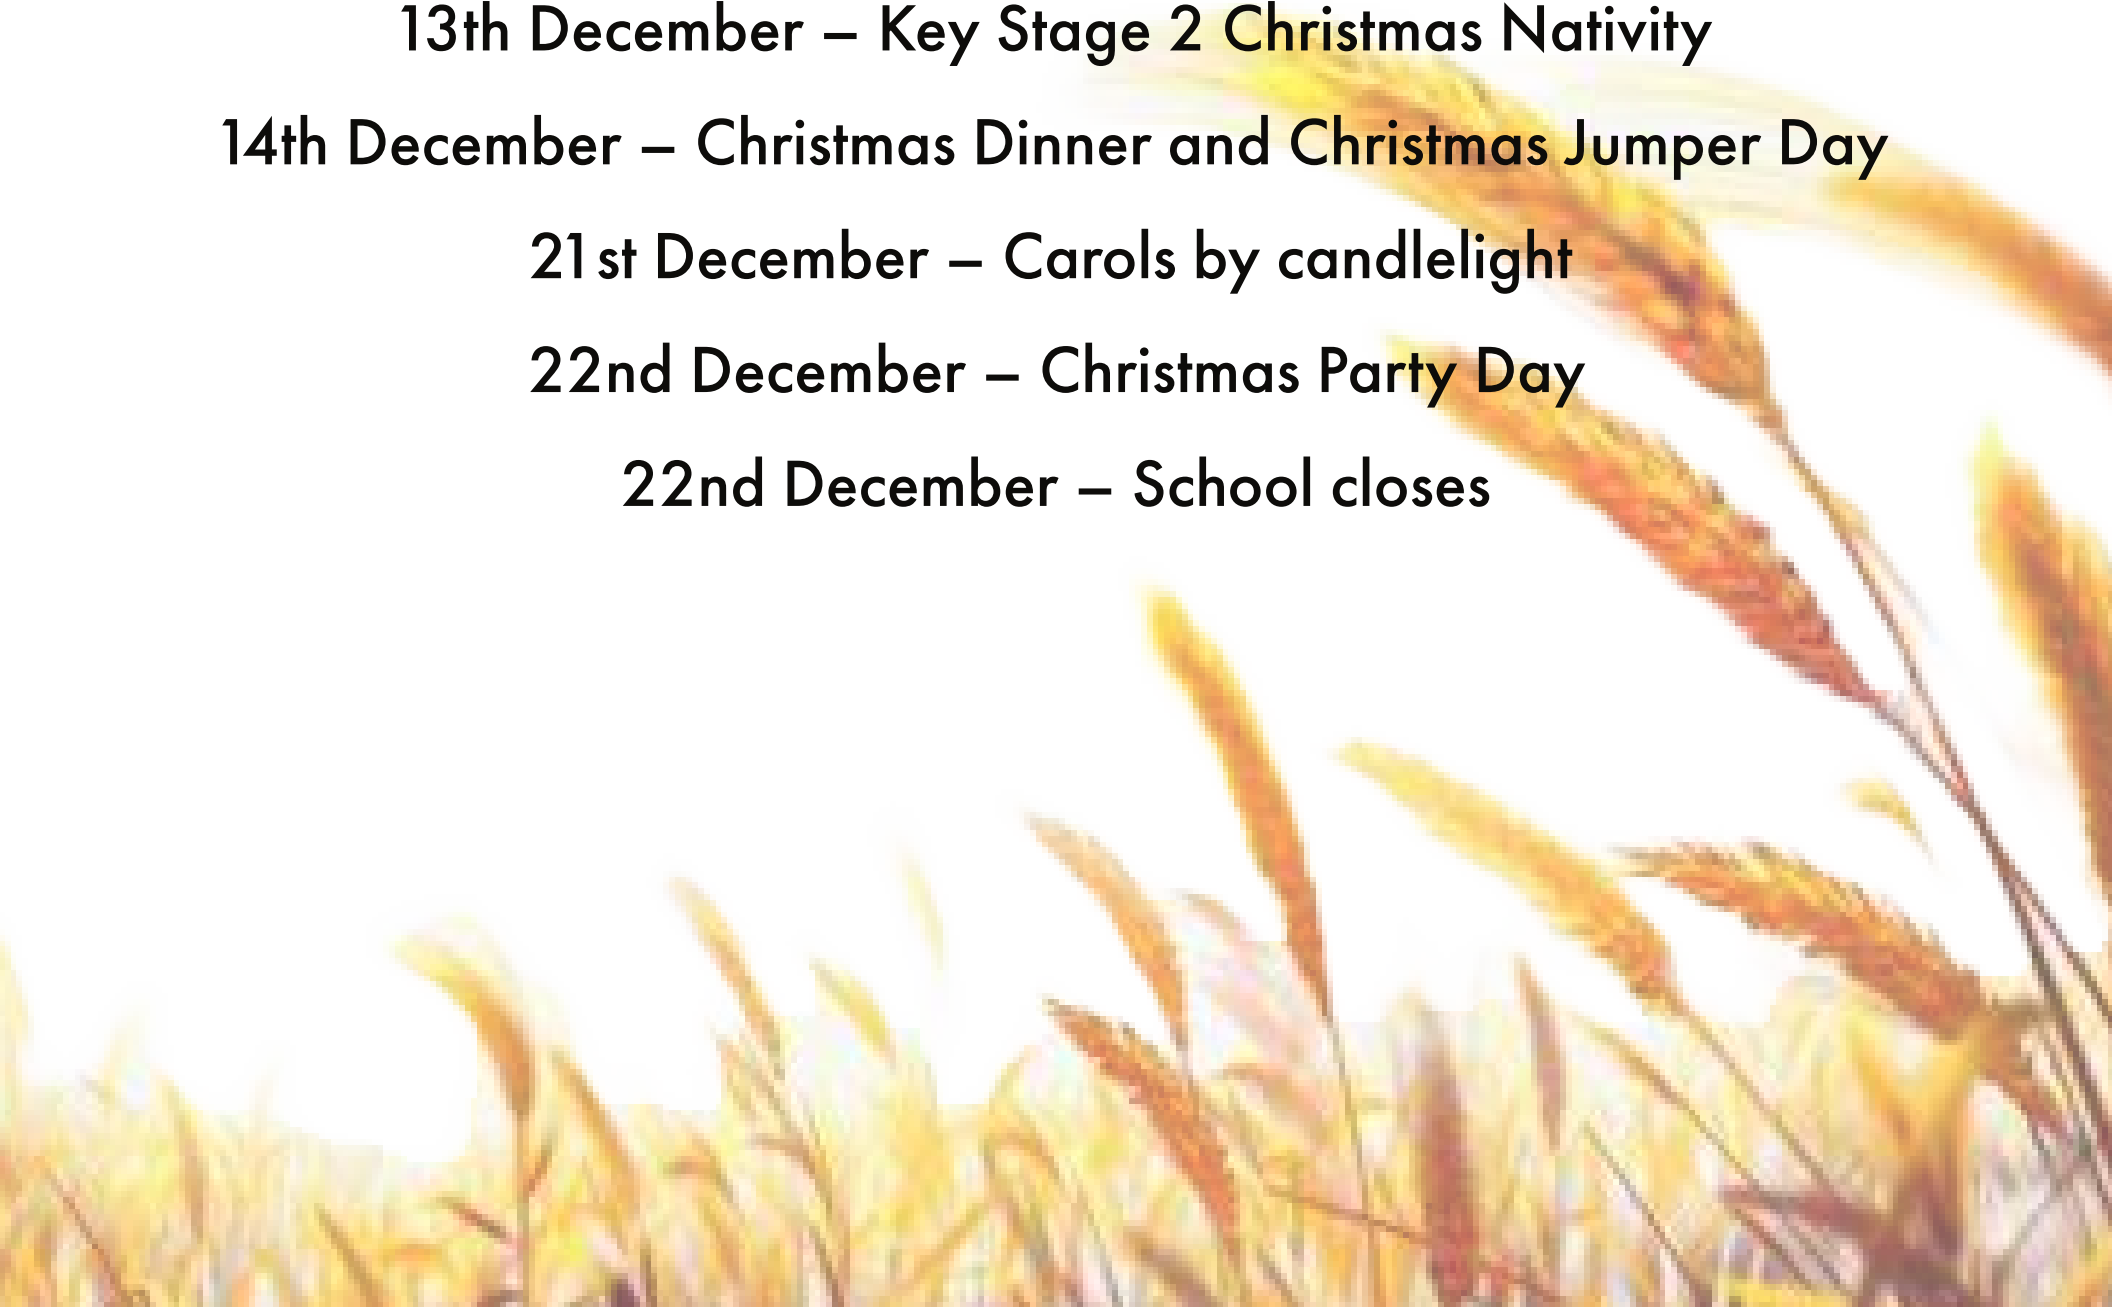 13th December – Key Stage 2 Christmas Nativity
14th December – Christmas Dinner and Christmas Jumper Day
21st December – Carols by candlelight
22nd December – Christmas Party Day
22nd December – School closes